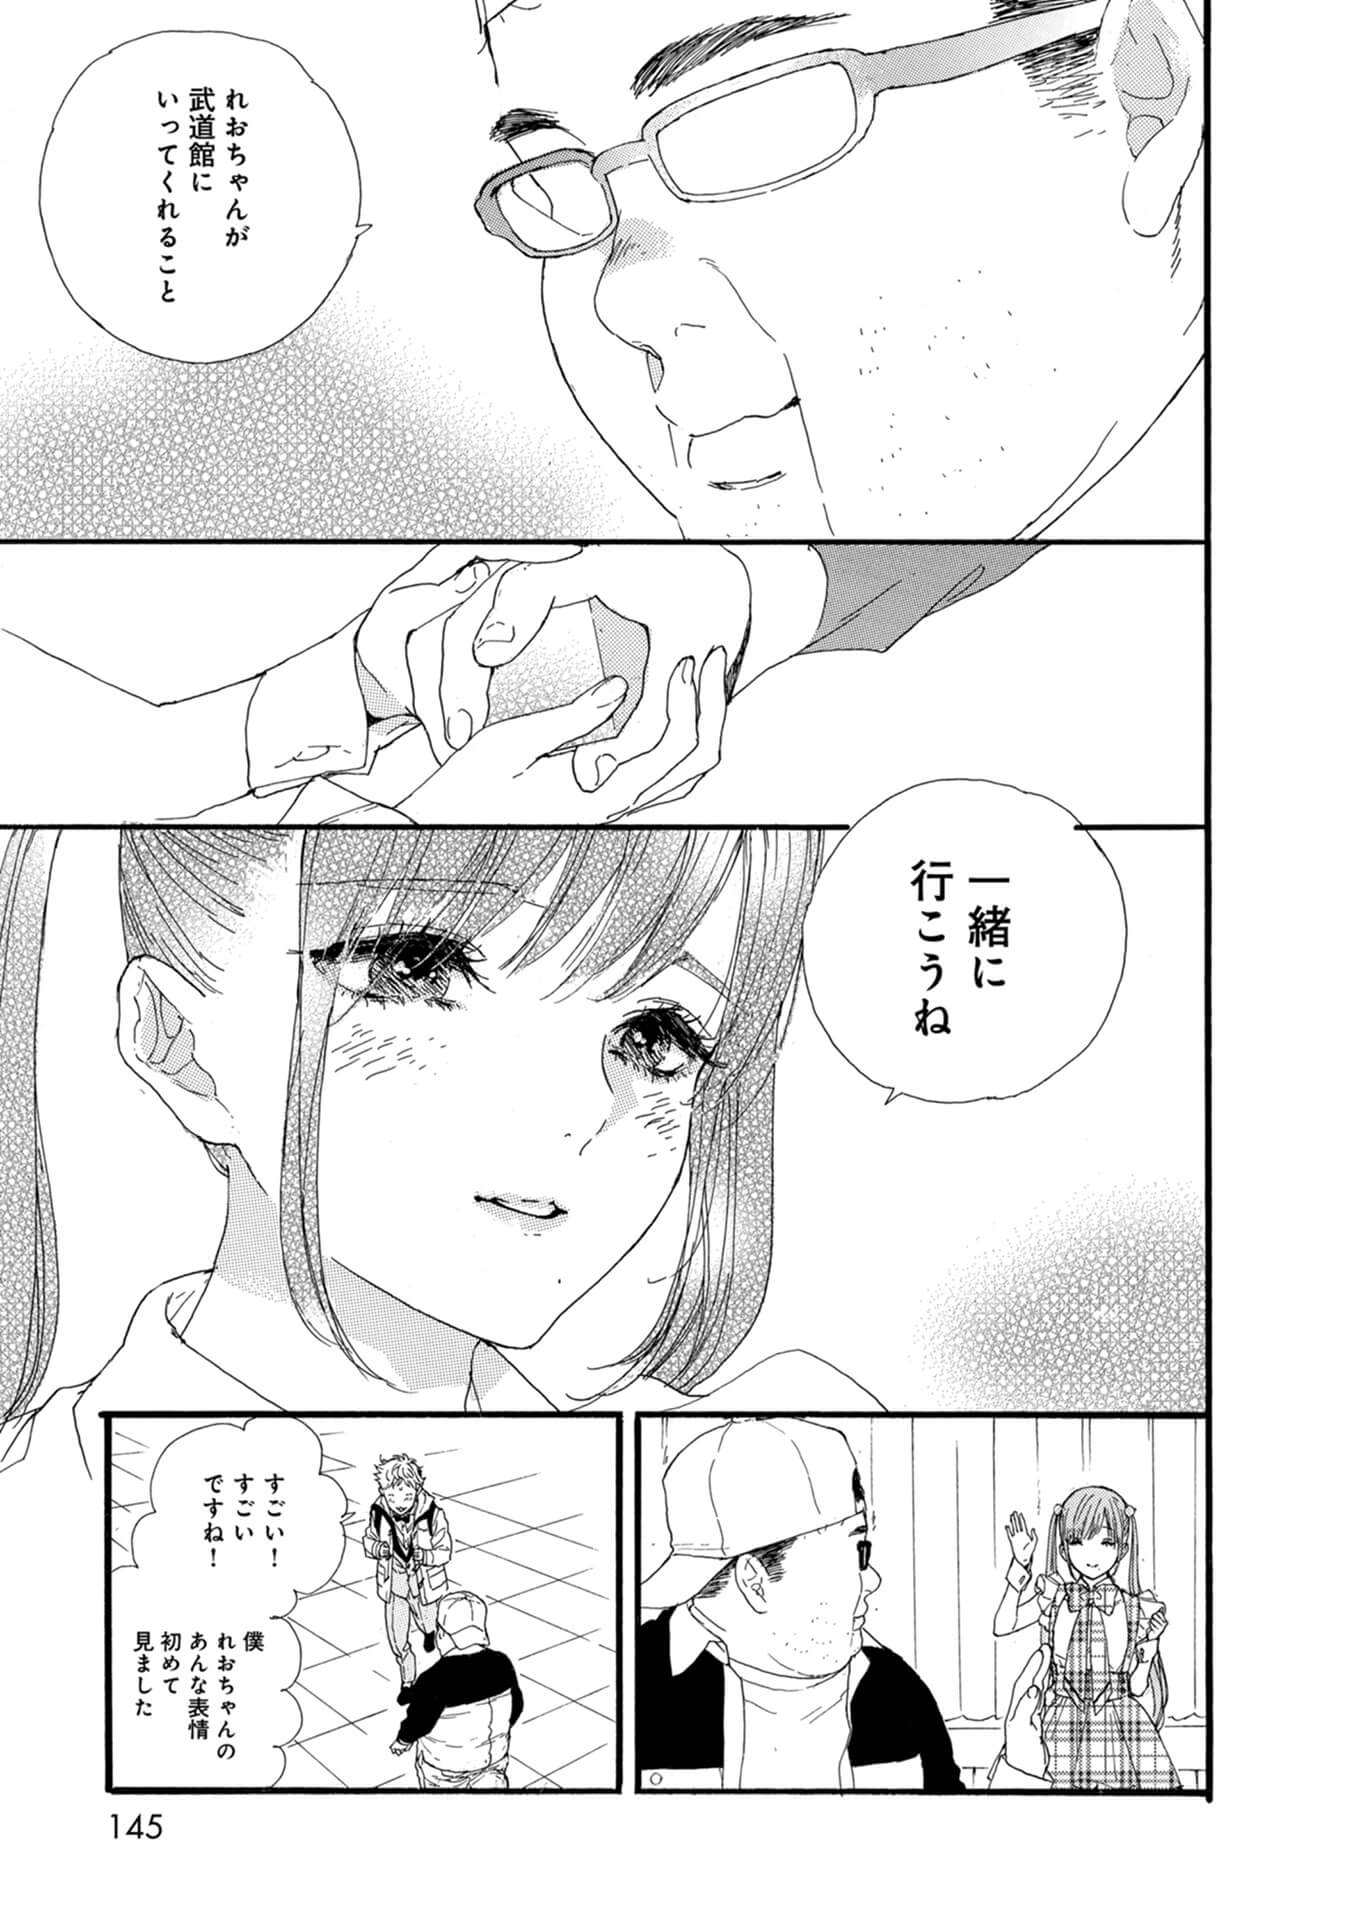 れおちゃんが
武道館に
いってくれること
一緒に
行こうね
すごい!
すごい
ですね!
僕
れおちゃんの
あんな表情
初めて
見ました
145